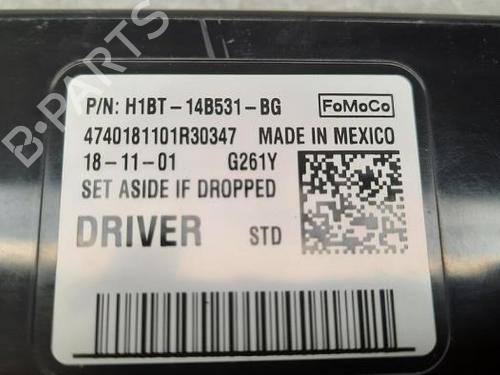 B-PARTS
P/N: H1BT-14B531-BG FoMoCo
4740181101R30347 MADE IN MEXICO
18-11-01 G261Y
SET ASIDE IF DROPPED
DRIVER STD